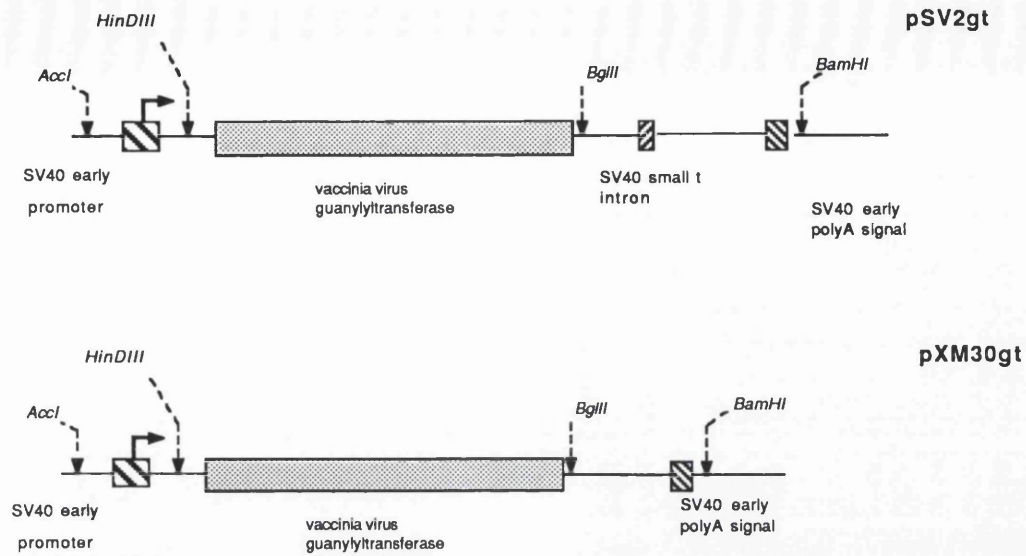 HinDIII
pSV2gt
AccI
BglII
BamHI
SV40 early
promoter
vaccinia virus
guanylyltransferase
SV40 small t
intron
SV40 early
polyA signal
HinDIII
pXM30gt
AccI
BglII
BamHI
SV40 early
promoter
vaccinia virus
guanylyltransferase
SV40 early
polyA signal